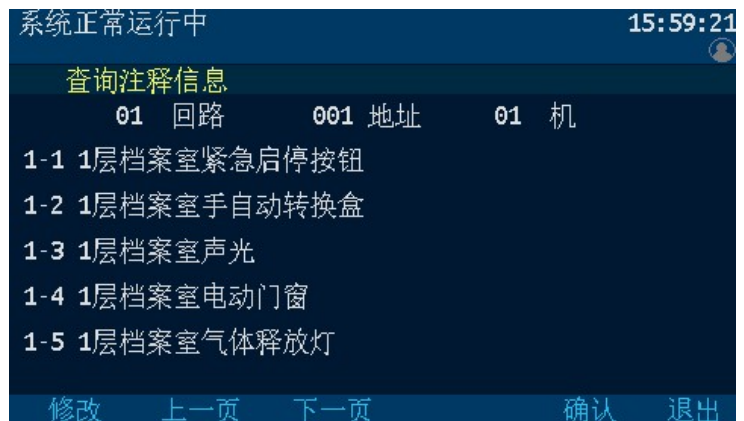 系统正常运行中 15:59:21
查询注释信息
01 回路 001 地址 01 机
1-1 1层档案室紧急启停按钮
1-2 1层档案室手自动转换盒
1-3 1层档案室声光
1-4 1层档案室电动门窗
1-5 1层档案室气体释放灯
修改 上一页 下一页 确认 退出